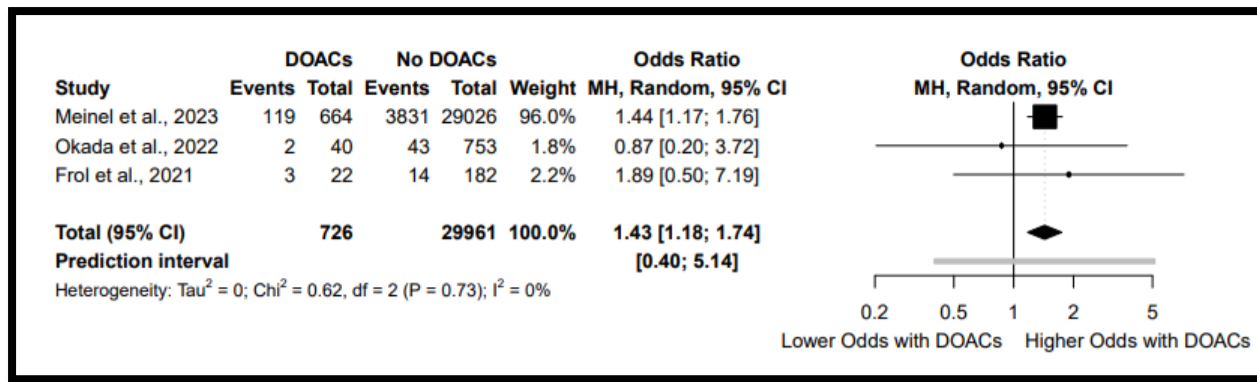 DOACs No DOACs Odds Ratio Odds Ratio
Study Events Total Events Total Weight MH, Random, 95% CI MH, Random, 95% CI
Meinel et al., 2023 119 664 3831 29026 96.0% 1.44 [1.17; 1.76]
Okada et al., 2022 2 40 43 753 1.8% 0.87 [0.20; 3.72]
Frol et al., 2021 3 22 14 182 2.2% 1.89 [0.50; 7.19]
Total (95% CI) 726 29961 100.0% 1.43 [1.18; 1.74]
Prediction interval [0.40; 5.14]
Heterogeneity: Tau² = 0; Chi² = 0.62, df = 2 (P = 0.73); I² = 0%
0.2 0.5 1 2 5
Lower Odds with DOACs Higher Odds with DOACs